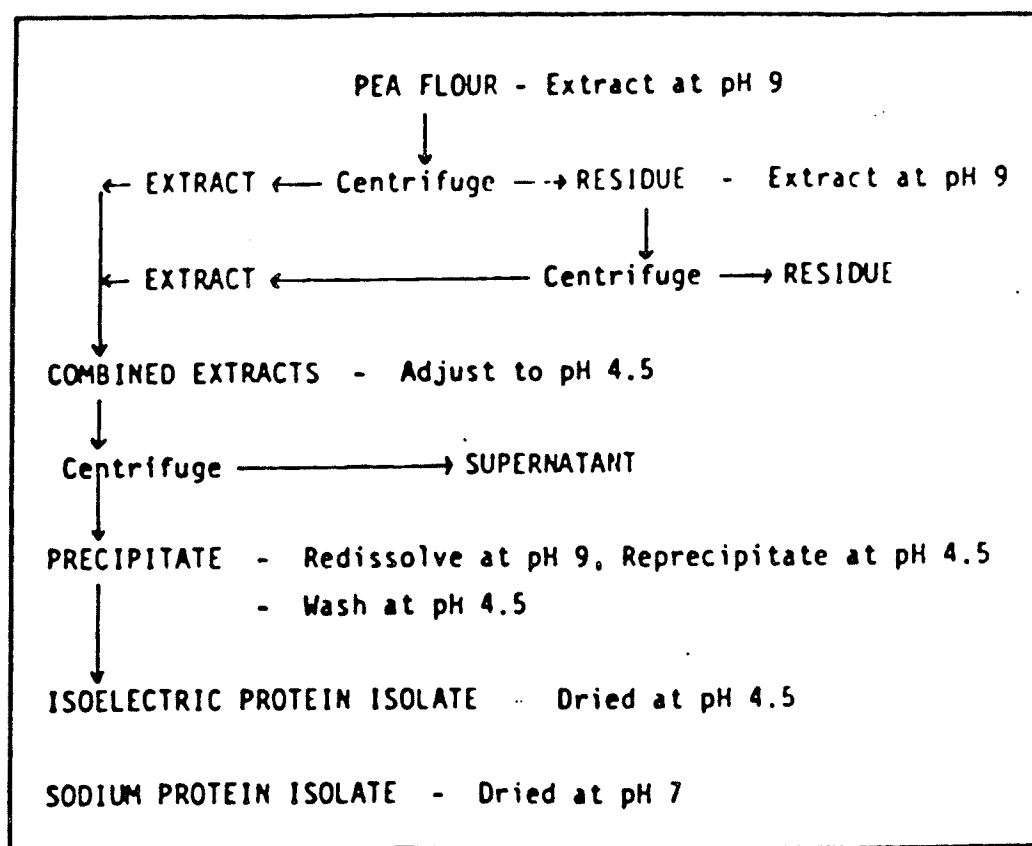 PEA FLOUR - Extract at pH 9
EXTRACT Centrifuge RESIDUE - Extract at pH 9
EXTRACT Centrifuge RESIDUE
COMBINED EXTRACTS - Adjust to pH 4.5
Centrifuge SUPERNATANT
PRECIPITATE - Redissolve at pH 9, Reprecipitate at pH 4.5
- Wash at pH 4.5
ISOELECTRIC PROTEIN ISOLATE - Dried at pH 4.5
SODIUM PROTEIN ISOLATE - Dried at pH 7